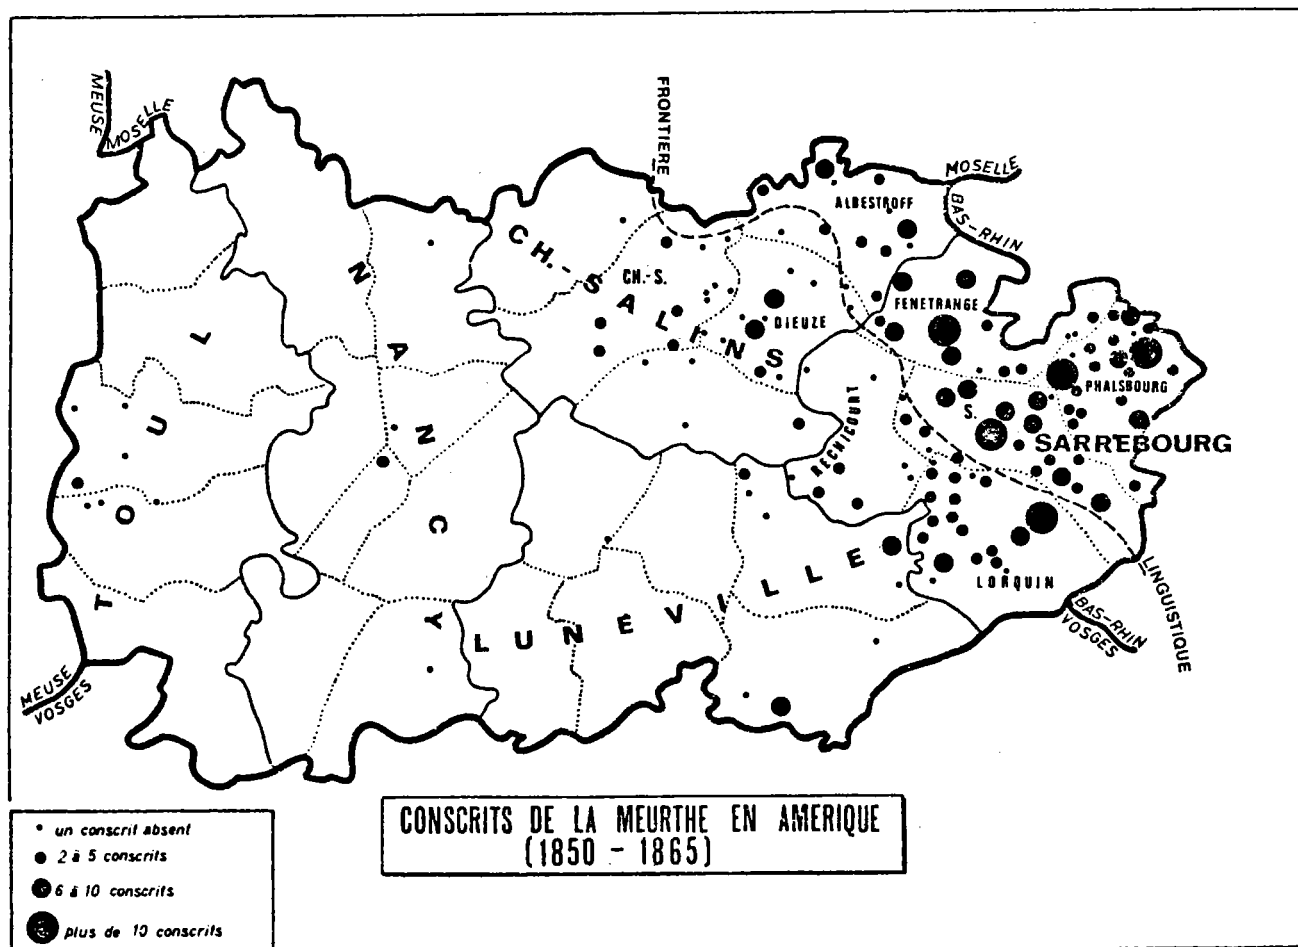 MEUSE
MOSELLE
FRONTIERE
MOSELLE
BAS-RHIN
ALBESTROFF
CH.-SALINS
CH.-S.
DIEUZE
FENETRANGE
PHALSBOURG
S.
SARREBOURG
RECHICOURT
LORQUIN
TOUL
NANCY
LUNÉVILLE
LINGUISTIQUE
BAS-RHIN
VOSGES
MEUSE
VOSGES
CONSCRITS DE LA MEURTHE EN AMERIQUE
(1850 - 1865)
un conscrit absent
2 à 5 conscrits
6 à 10 conscrits
plus de 10 conscrits